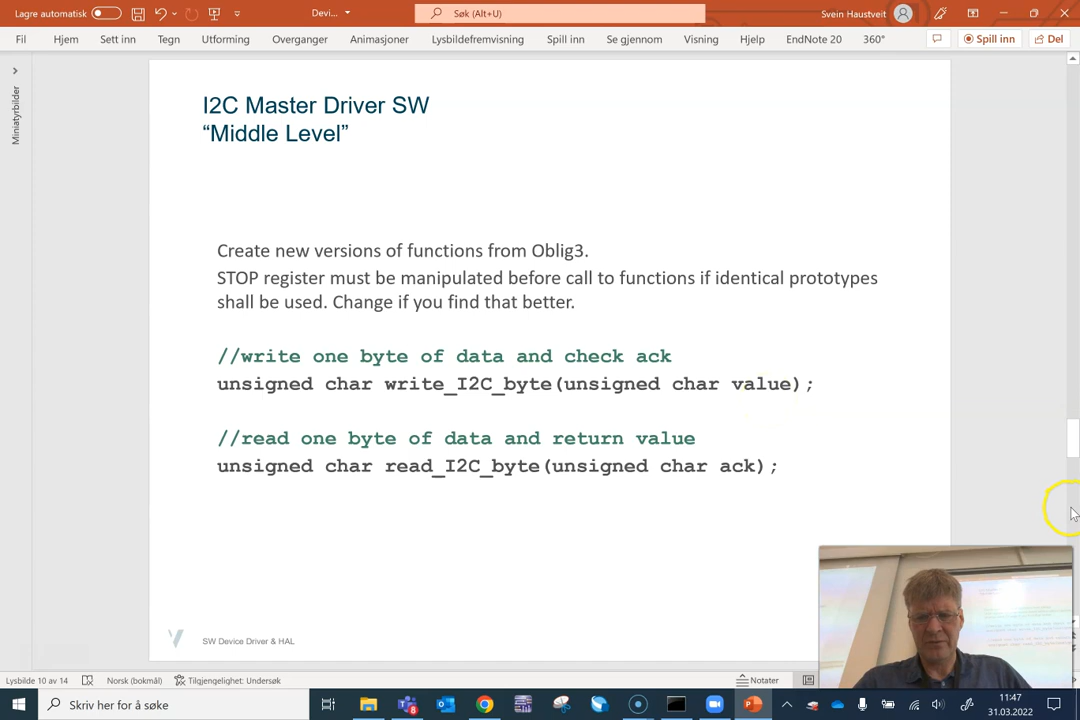 Lagre automatisk
Devi...
Søk (Alt+U)
Svein Haustveit
Fil Hjem Sett inn Tegn Utforming Overganger Animasjoner Lysbildefremvisning Spill inn Se gjennom Visning Hjelp EndNote 20 360° Spill inn Del
Miniatyrbilder
I2C Master Driver SW
“Middle Level”
Create new versions of functions from Oblig3.
STOP register must be manipulated before call to functions if identical prototypes
shall be used. Change if you find that better.
//write one byte of data and check ack
unsigned char write_I2C_byte(unsigned char value);
//read one byte of data and return value
unsigned char read_I2C_byte(unsigned char ack);
SW Device Driver & HAL
Lysbilde 10 av 14 Norsk (bokmål) Tilgjengelighet: Undersøk Notater
Skriv her for å søke
11:47
31.03.2022